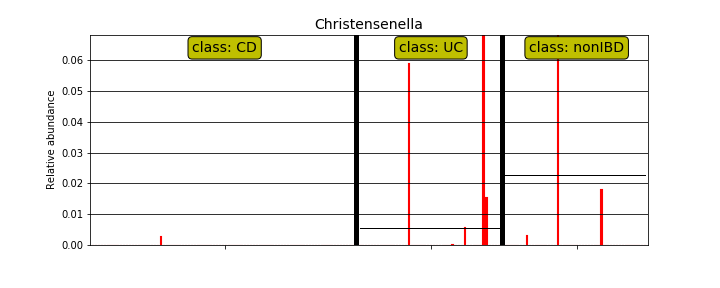 Christensenella
class: CD
class: UC
class: nonIBD
Relative abundance
0.06
0.05
0.04
0.03
0.02
0.01
0.00